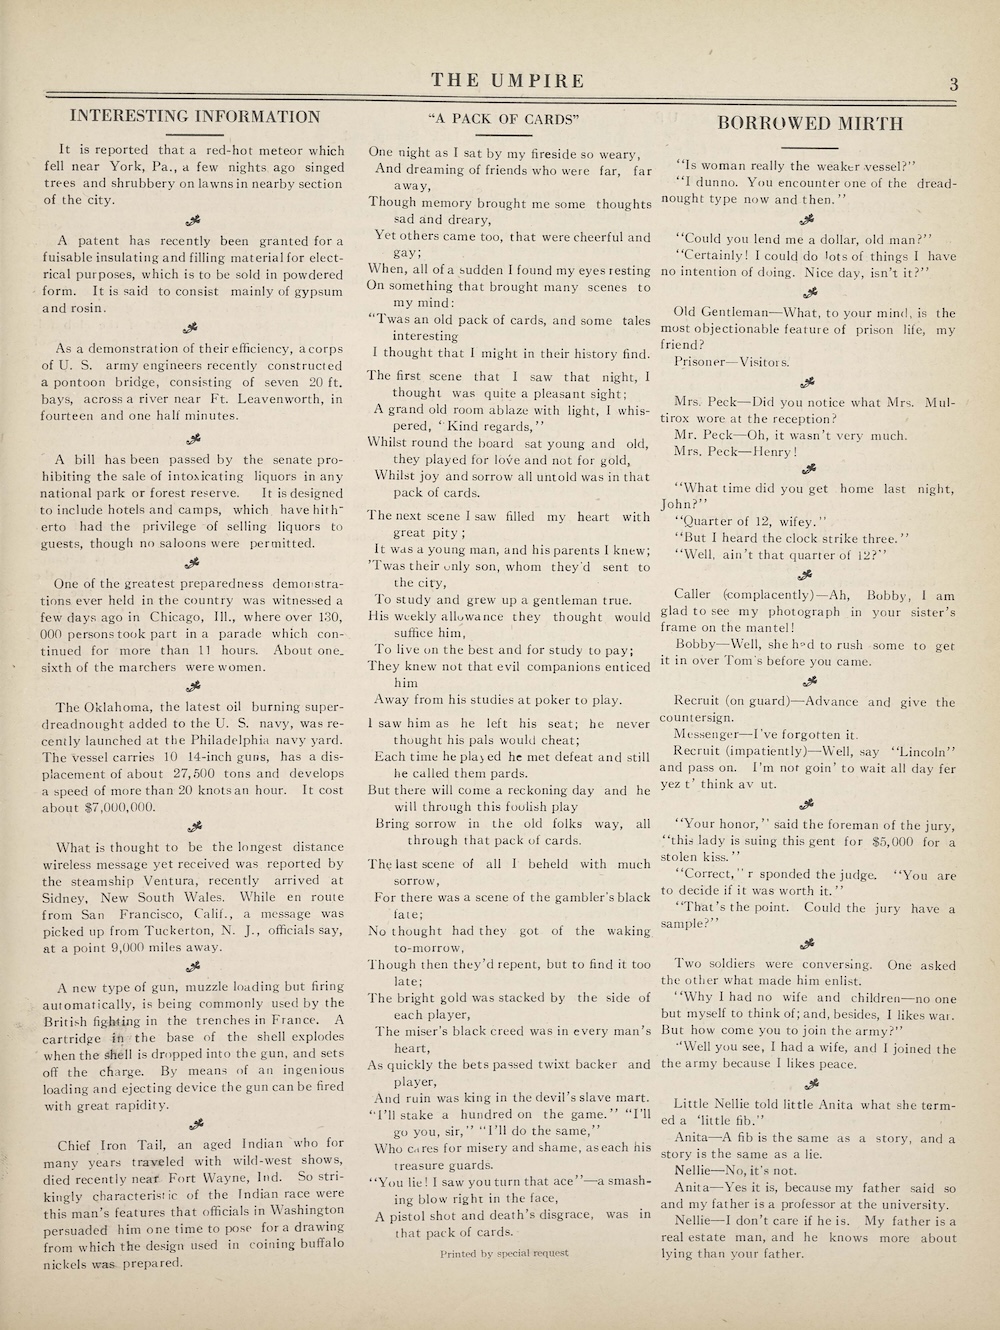 THE UMPIRE
3
INTERESTING INFORMATION
It is reported that a red-hot meteor which
fell near York, Pa., a few nights ago singed
trees and shrubbery on lawns in nearby section
of the city.
A patent has recently been granted for a
fuisable insulating and filling material for elect-
rical purposes, which is to be sold in powdered
form. It is said to consist mainly of gypsum
and rosin.
As a demonstration of their efficiency, a corps
of U. S. army engineers recently constructed
a pontoon bridge, consisting of seven 20 ft.
bays, across a river near Ft. Leavenworth, in
fourteen and one half minutes.
A bill has been passed by the senate pro-
hibiting the sale of intoxicating liquors in any
national park or forest reserve. It is designed
to include hotels and camps, which have hith-
erto had the privilege of selling liquors to
guests, though no saloons were permitted.
One of the greatest preparedness demonstra-
tions ever held in the country was witnessed a
few days ago in Chicago, Ill., where over 130,
000 persons took part in a parade which con-
tinued for more than 11 hours. About one-
sixth of the marchers were women.
The Oklahoma, the latest oil burning super-
dreadnought added to the U. S. navy, was re-
cently launched at the Philadelphia navy yard.
The vessel carries 10 14-inch guns, has a dis-
placement of about 27,500 tons and develops
a speed of more than 20 knots an hour. It cost
about $7,000,000.
What is thought to be the longest distance
wireless message yet received was reported by
the steamship Ventura, recently arrived at
Sidney, New South Wales. While en route
from San Francisco, Calif., a message was
picked up from Tuckerton, N. J., officials say,
at a point 9,000 miles away.
A new type of gun, muzzle loading but firing
automatically, is being commonly used by the
British fighting in the trenches in France. A
cartridge in the base of the shell explodes
when the shell is dropped into the gun, and sets
off the charge. By means of an ingenious
loading and ejecting device the gun can be fired
with great rapidity.
Chief Iron Tail, an aged Indian who for
many years traveled with wild-west shows,
died recently near Fort Wayne, Ind. So stri-
kingly characteristic of the Indian race were
this man's features that officials in Washington
persuaded him one time to pose for a drawing
from which the design used in coining buffalo
nickels was prepared.
"A PACK OF CARDS"
One night as I sat by my fireside so weary,
And dreaming of friends who were far, far
away,
Though memory brought me some thoughts
sad and dreary,
Yet others came too, that were cheerful and
gay;
When, all of a sudden I found my eyes resting
On something that brought many scenes to
my mind:
"Twas an old pack of cards, and some tales
interesting
I thought that I might in their history find.
The first scene that I saw that night, I
thought was quite a pleasant sight;
A grand old room ablaze with light, I whis-
pered, "Kind regards,"
Whilst round the board sat young and old,
they played for love and not for gold,
Whilst joy and sorrow all untold was in that
pack of cards.
The next scene I saw filled my heart with
great pity;
It was a young man, and his parents I knew;
'Twas their only son, whom they'd sent to
the city,
To study and grew up a gentleman true.
His weekly allowance they thought would
suffice him,
To live on the best and for study to pay;
They knew not that evil companions enticed
him
Away from his studies at poker to play.
I saw him as he left his seat; he never
thought his pals would cheat;
Each time he played he met defeat and still
he called them pards.
But there will come a reckoning day and he
will through this foolish play
Bring sorrow in the old folks way, all
through that pack of cards.
The last scene of all I beheld with much
sorrow,
For there was a scene of the gambler's black
fate;
No thought had they got of the waking
to-morrow,
Though then they'd repent, but to find it too
late;
The bright gold was stacked by the side of
each player,
The miser's black creed was in every man's
heart,
As quickly the bets passed twixt backer and
player,
And ruin was king in the devil's slave mart.
"I'll stake a hundred on the game." "I'll
go you, sir," "I'll do the same,"
Who cares for misery and shame, as each his
treasure guards.
"You lie! I saw you turn that ace"—a smash-
ing blow right in the face,
A pistol shot and death's disgrace, was in
that pack of cards.
Printed by special request
BORROWED MIRTH
"Is woman really the weaker vessel?"
"I dunno. You encounter one of the dread-
nought type now and then."
"Could you lend me a dollar, old man?"
"Certainly! I could do lots of things I have
no intention of doing. Nice day, isn't it?"
Old Gentleman—What, to your mind, is the
most objectionable feature of prison life, my
friend?
Prisoner—Visitors.
Mrs. Peck—Did you notice what Mrs. Mul-
tirox wore at the reception?
Mr. Peck—Oh, it wasn't very much.
Mrs. Peck—Henry!
"What time did you get home last night,
John?"
"Quarter of 12, wifey."
"But I heard the clock strike three."
"Well, ain't that quarter of 12?"
Caller (complacently)—Ah, Bobby, I am
glad to see my photograph in your sister's
frame on the mantel!
Bobby—Well, she had to rush some to get
it in over Tom's before you came.
Recruit (on guard)—Advance and give the
countersign.
Messenger—I've forgotten it.
Recruit (impatiently)—Well, say "Lincoln"
and pass on. I'm not goin' to wait all day fer
yez t' think av ut.
"Your honor," said the foreman of the jury,
"this lady is suing this gent for $5,000 for a
stolen kiss."
"Correct," r sponded the judge. "You are
to decide if it was worth it."
"That's the point. Could the jury have a
sample?"
Two soldiers were conversing. One asked
the other what made him enlist.
"Why I had no wife and children—no one
but myself to think of; and, besides, I likes war.
But how come you to join the army?"
"Well you see, I had a wife, and I joined the
the army because I likes peace.
Little Nellie told little Anita what she term-
ed a 'little fib."
Anita—A fib is the same as a story, and a
story is the same as a lie.
Nellie—No, it's not.
Anita—Yes it is, because my father said so
and my father is a professor at the university.
Nellie—I don't care if he is. My father is a
real estate man, and he knows more about
lying than your father.